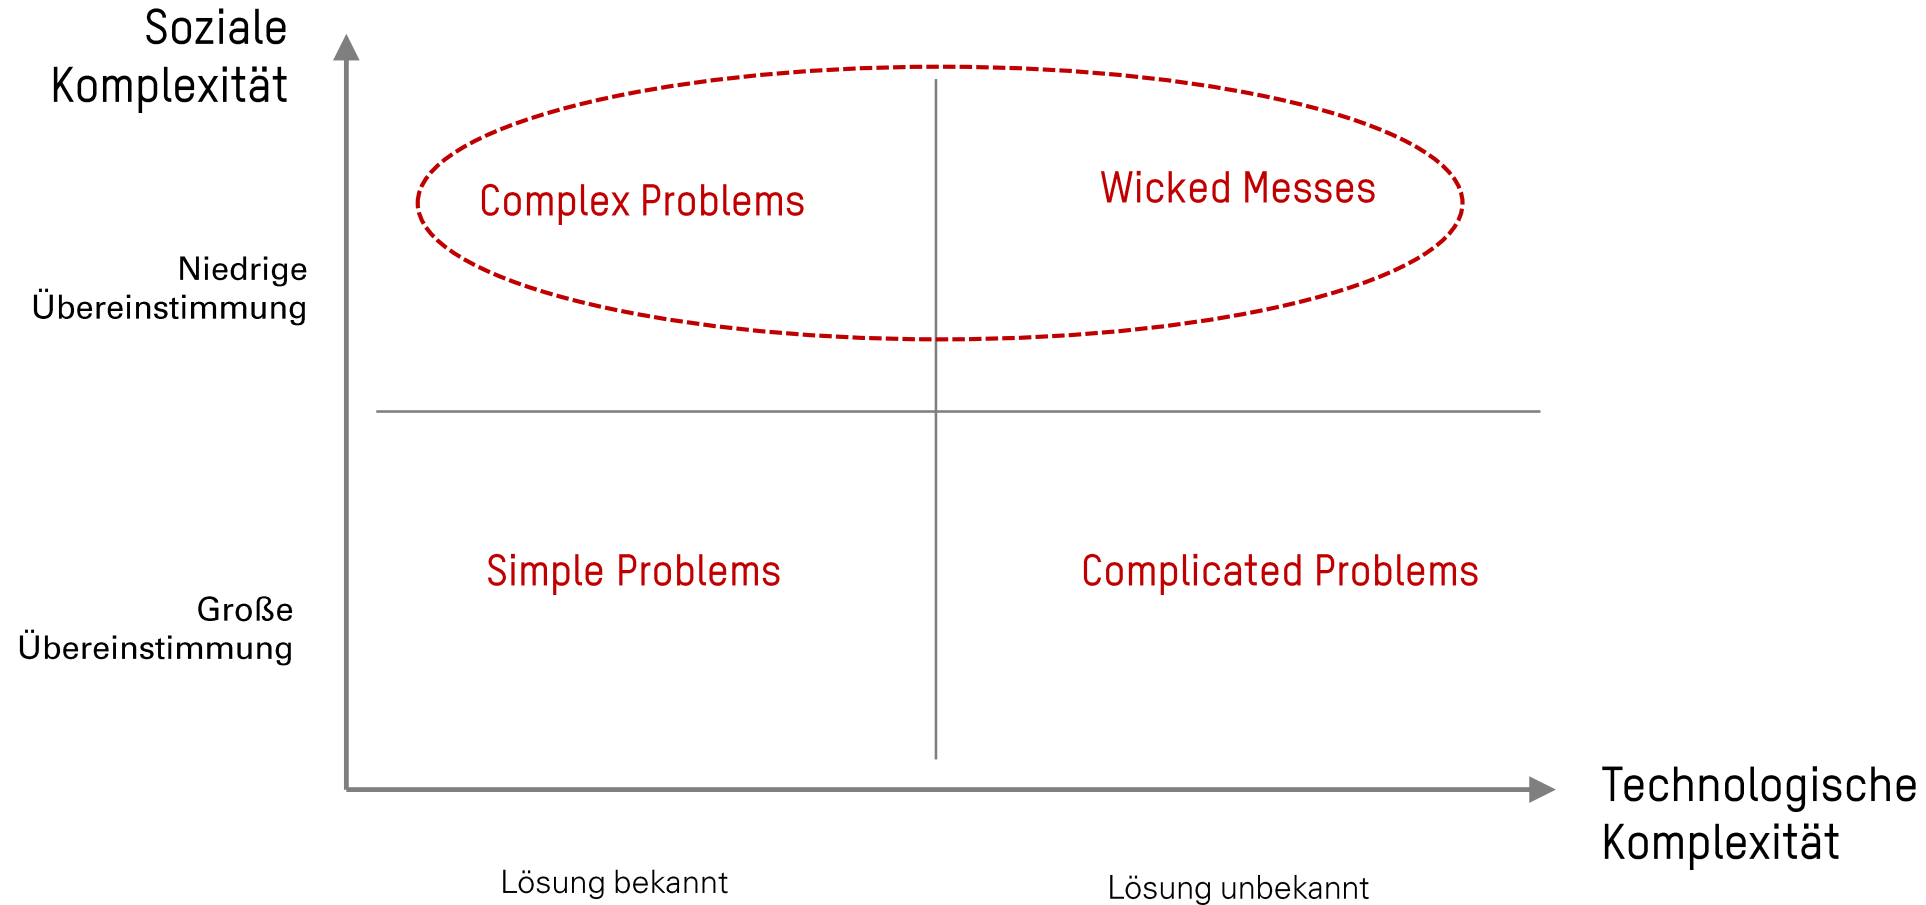 Soziale
Komplexität
Complex Problems
Wicked Messes
Niedrige
Übereinstimmung
Simple Problems
Complicated Problems
Große
Übereinstimmung
Technologische
Komplexität
Lösung bekannt
Lösung unbekannt